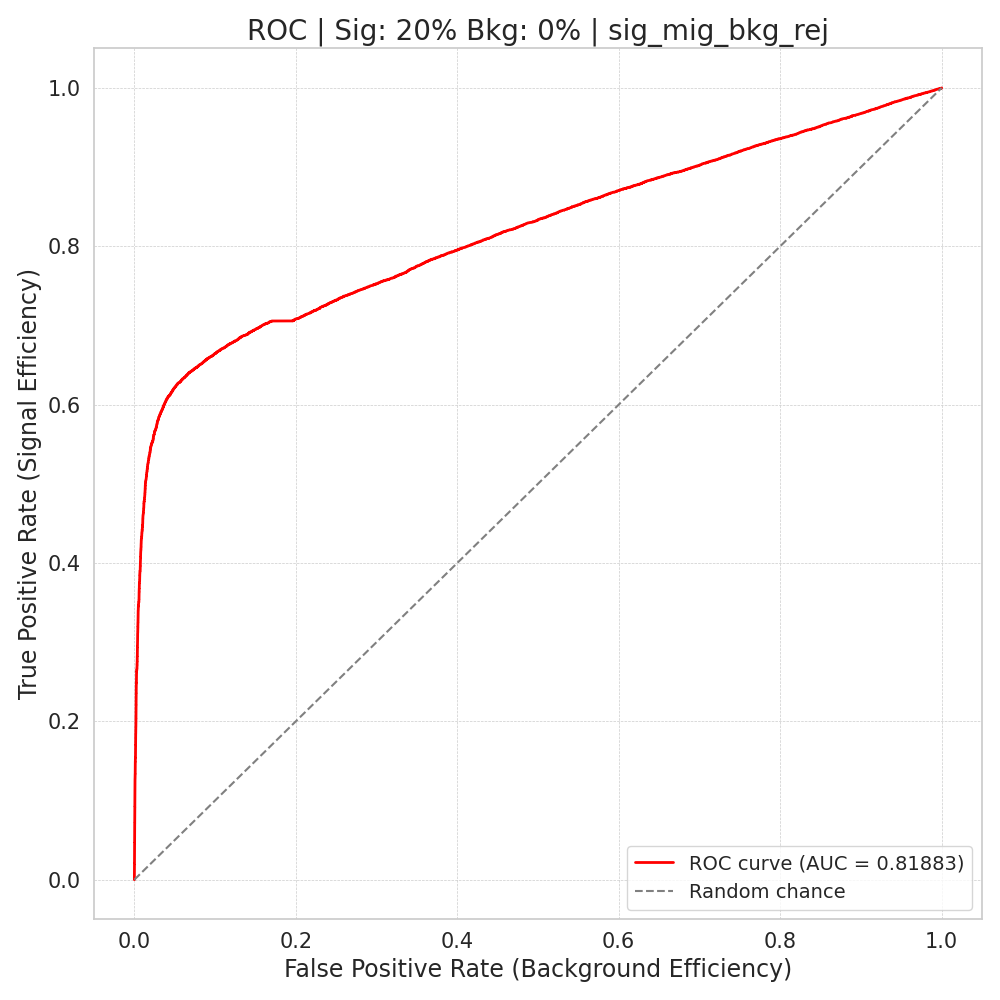 ROC | Sig: 20% Bkg: 0% | sig_mig_bkg_rej
True Positive Rate (Signal Efficiency)
1.0
0.8
0.6
0.4
0.2
0.0
ROC curve (AUC = 0.81883)
Random chance
0.0 0.2 0.4 0.6 0.8 1.0
False Positive Rate (Background Efficiency)